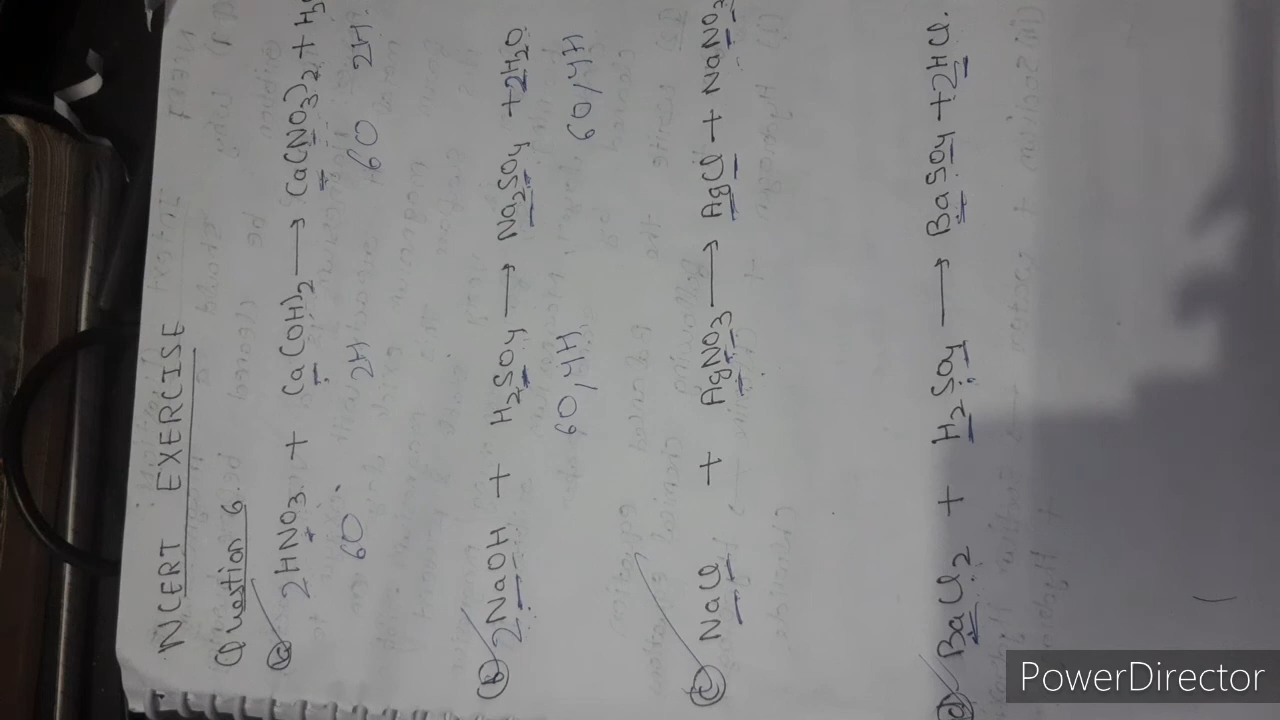 NCERT EXERCISE
Question 6.
(a) 2HNO3 + Ca(OH)2 → Ca(NO3)2 + H2
6O 2H 6O 2H
(b) 2NaOH + H2SO4 → Na2SO4 + 2H2O
6O, 4H 6O, 4H
(c) NaCl + AgNO3 → AgCl + NaNO3
(d) BaCl2 + H2SO4 → BaSO4 + 2HCl.
PowerDirector